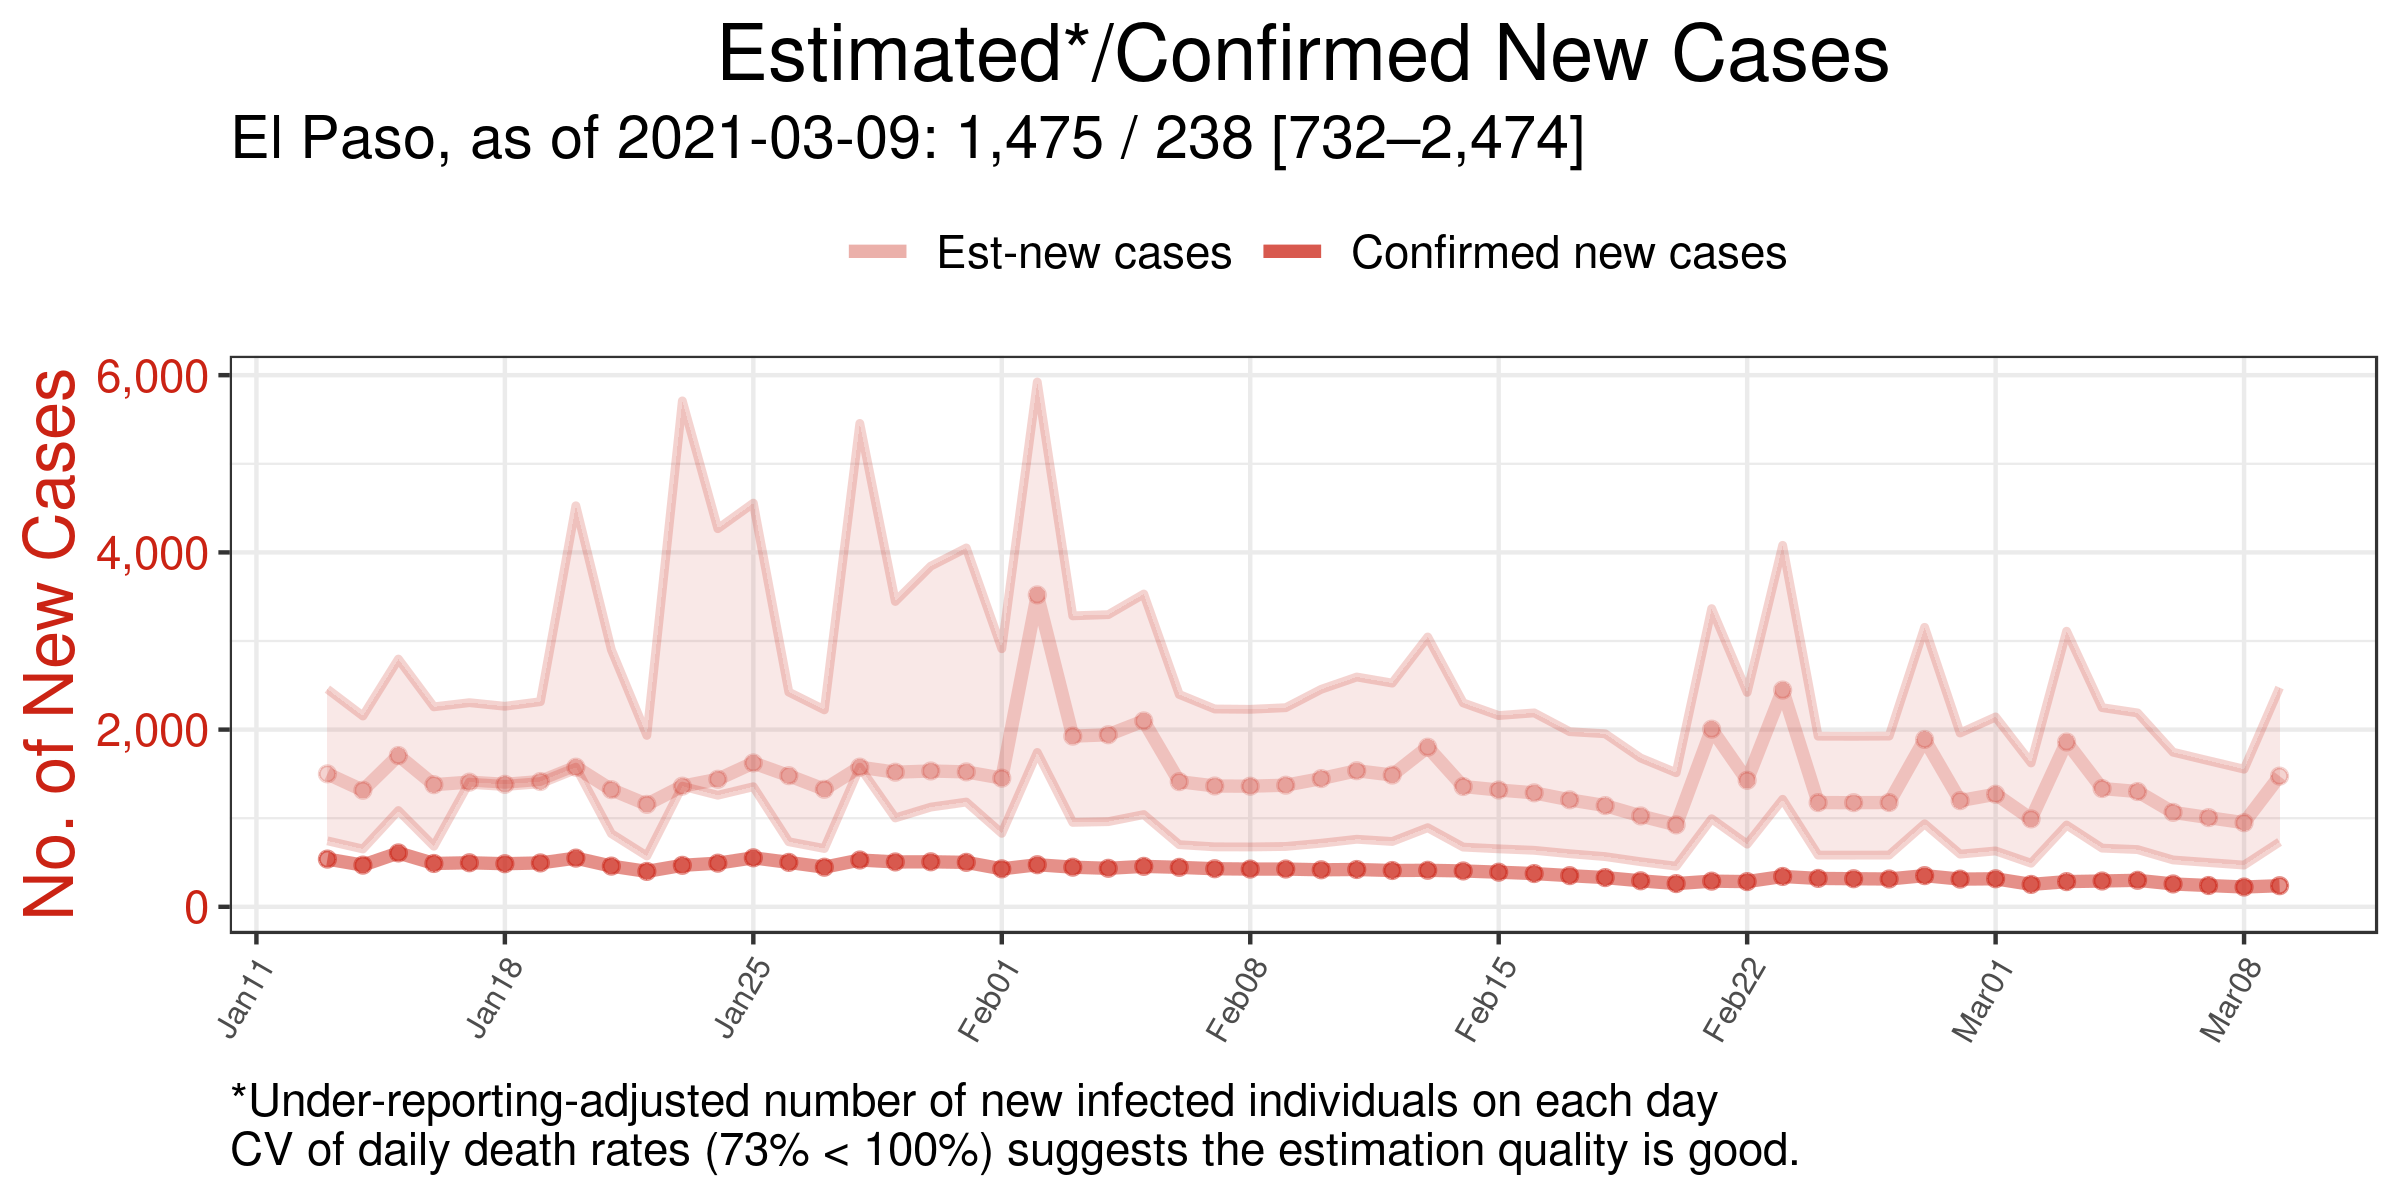 Estimated*/Confirmed New Cases
El Paso, as of 2021-03-09: 1,475 / 238 [732–2,474]
Est-new cases
Confirmed new cases
No. of New Cases
6,000
4,000
2,000
0
Jan11
Jan18
Jan25
Feb01
Feb08
Feb15
Feb22
Mar01
Mar08
*Under-reporting-adjusted number of new infected individuals on each day
CV of daily death rates (73% < 100%) suggests the estimation quality is good.